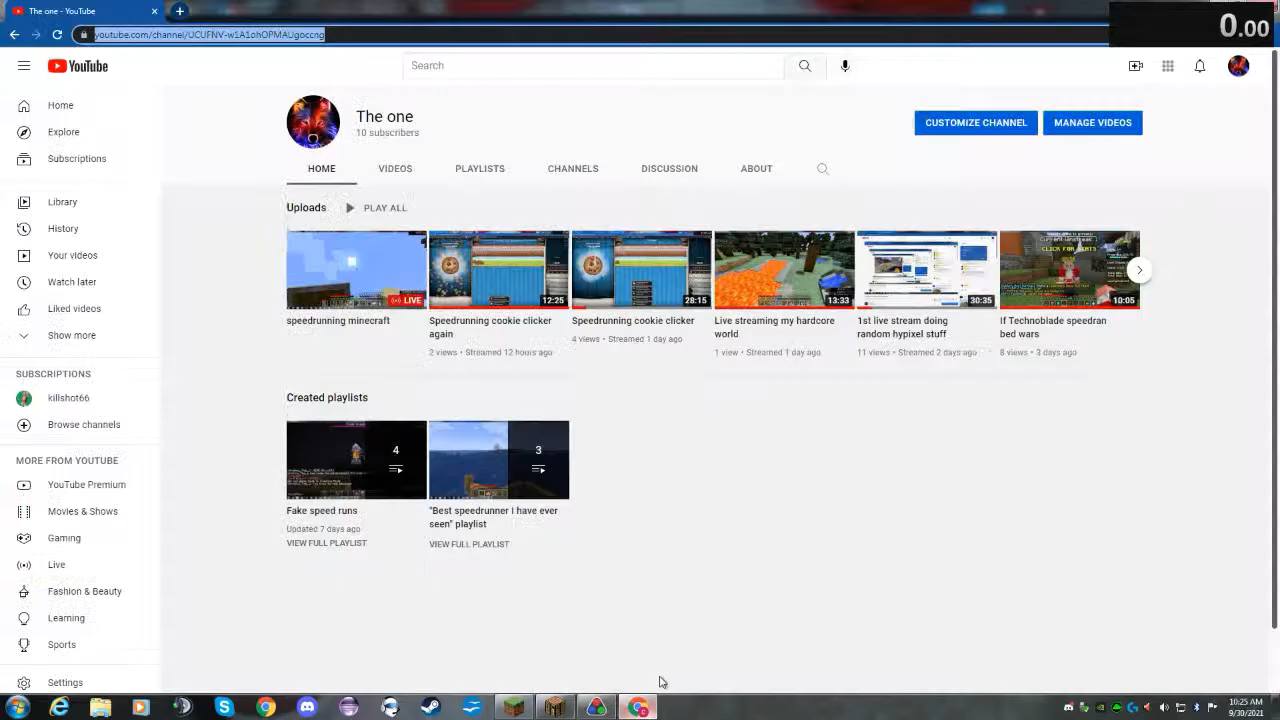 The one - YouTube
0.00
youtube.com/channel/UCUFNV-w1A1ohOPMAUgoccng
YouTube
Search
Home
Explore
Subscriptions
Library
History
Your videos
Watch later
Liked videos
Show more
SUBSCRIPTIONS
killshot66
Browse channels
MORE FROM YOUTUBE
YouTube Premium
Movies & Shows
Gaming
Live
Fashion & Beauty
Learning
Sports
Settings
The one
10 subscribers
CUSTOMIZE CHANNEL
MANAGE VIDEOS
HOME VIDEOS PLAYLISTS CHANNELS DISCUSSION ABOUT
Uploads PLAY ALL
LIVE
speedrunning minecraft
12:25
Speedrunning cookie clicker
again
2 views • Streamed 12 hours ago
28:15
Speedrunning cookie clicker
4 views • Streamed 1 day ago
13:33
Live streaming my hardcore
world
1 view • Streamed 1 day ago
30:35
1st live stream doing
random hypixel stuff
11 views • Streamed 2 days ago
10:05
If Technoblade speedran
bed wars
8 views • 3 days ago
Created playlists
4
Fake speed runs
Updated 7 days ago
VIEW FULL PLAYLIST
3
"Best speedrunner I have ever
seen" playlist
VIEW FULL PLAYLIST
10:25 AM
9/30/2021